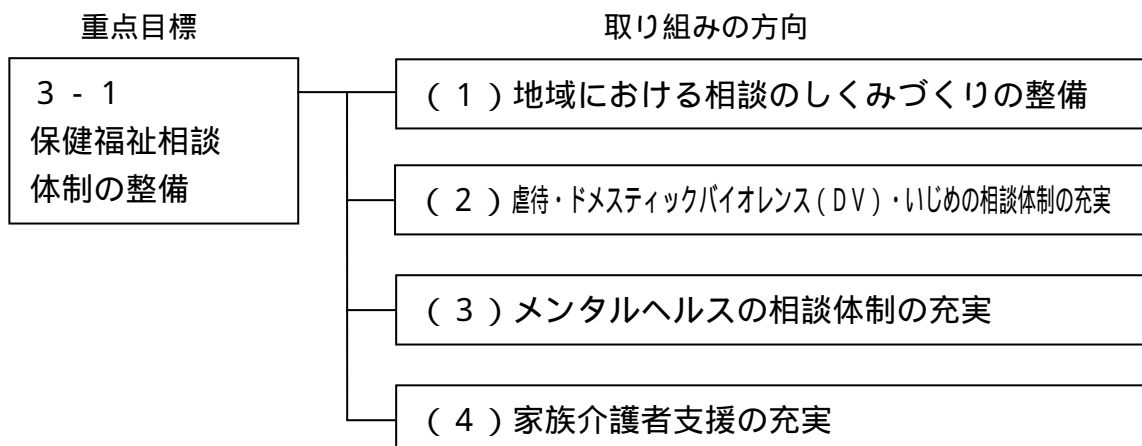 重点目標
取り組みの方向
3 - 1
保健福祉相談
体制の整備
(1)地域における相談のしくみづくりの整備
(2)虐待・ドメスティックバイオレンス(DV)・いじめの相談体制の充実
(3)メンタルヘルスの相談体制の充実
(4)家族介護者支援の充実